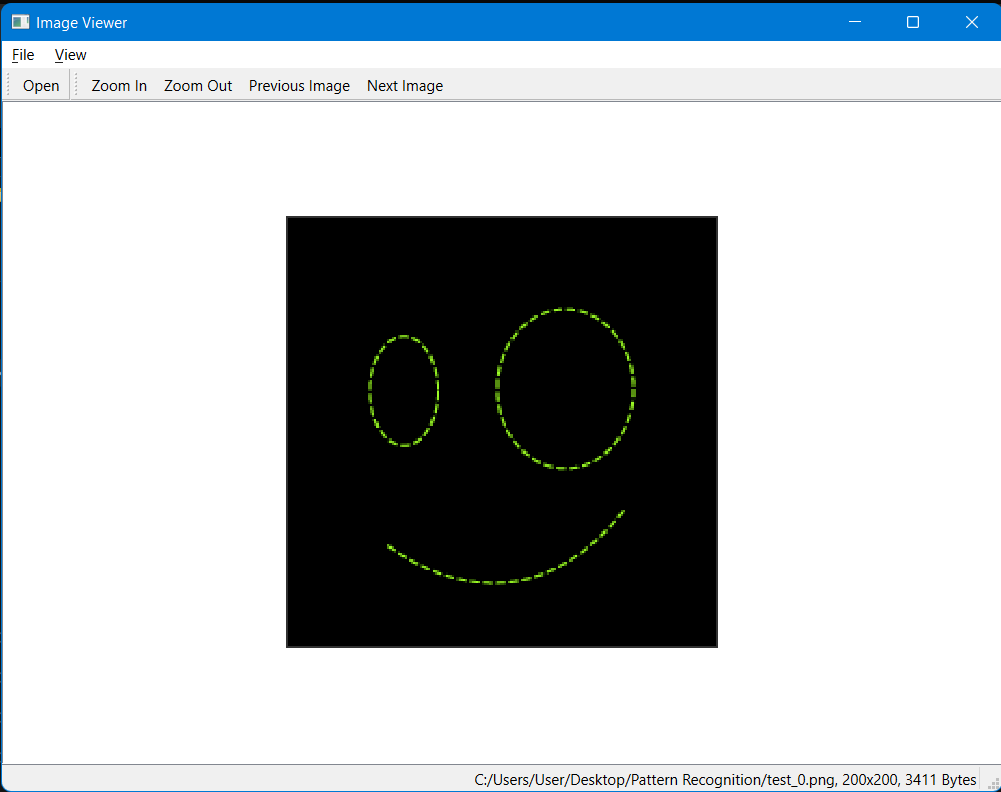 Image Viewer
File View
Open Zoom In Zoom Out Previous Image Next Image
C:/Users/User/Desktop/Pattern Recognition/test_0.png, 200x200, 3411 Bytes